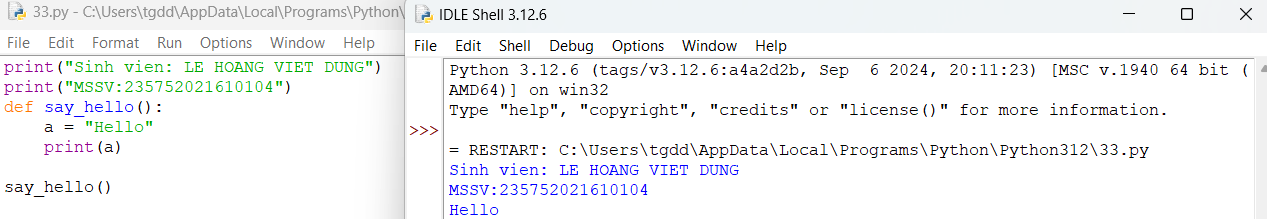 33.py - C:\Users\tgdd\AppData\Local\Programs\Python\
File Edit Format Run Options Window Help
print("Sinh vien: LE HOANG VIET DUNG")
print("MSSV:235752021610104")
def say_hello():
    a = "Hello"
    print(a)
say_hello()
IDLE Shell 3.12.6
File Edit Shell Debug Options Window Help
Python 3.12.6 (tags/v3.12.6:a4a2d2b, Sep  6 2024, 20:11:23) [MSC v.1940 64 bit (
AMD64)] on win32
Type "help", "copyright", "credits" or "license()" for more information.
>>>
= RESTART: C:\Users\tgdd\AppData\Local\Programs\Python\Python312\33.py
Sinh vien: LE HOANG VIET DUNG
MSSV:235752021610104
Hello